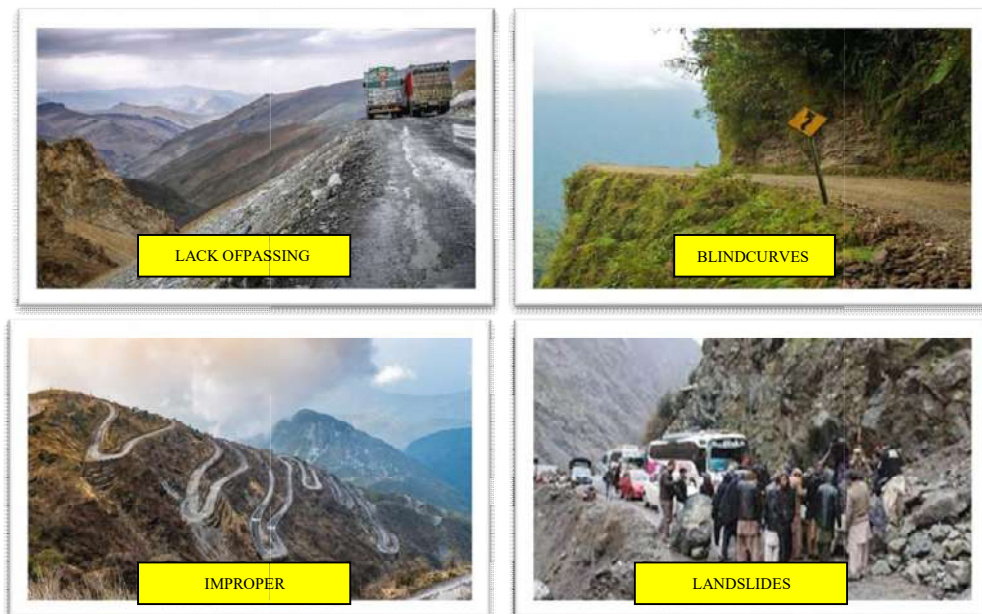 LACK OFPASSING
BLINDCURVES
IMPROPER
LANDSLIDES